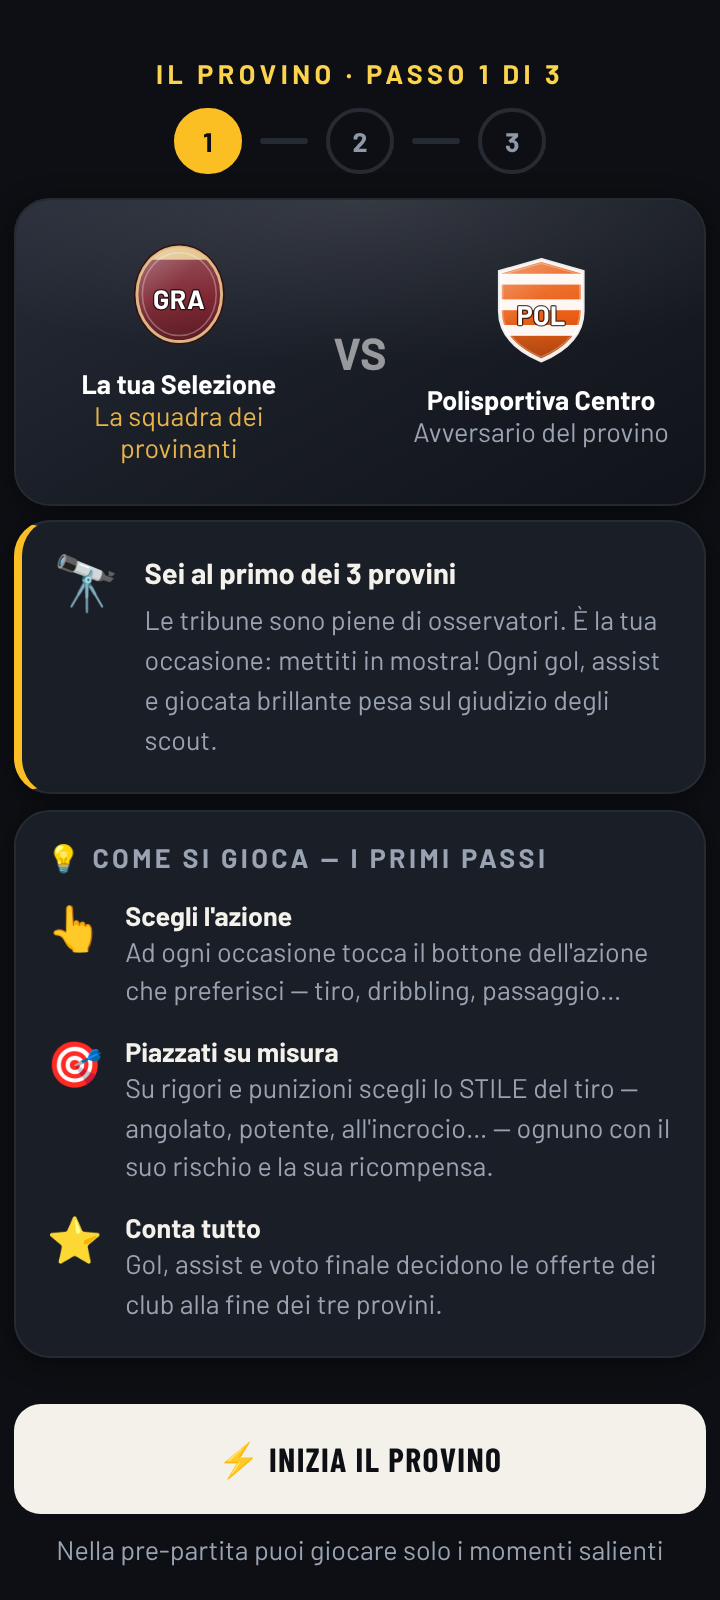 IL PROVINO · PASSO 1 DI 3
1 2 3
GRA
POL
VS
La tua Selezione
La squadra dei
provinanti
Polisportiva Centro
Avversario del provino
Sei al primo dei 3 provini
Le tribune sono piene di osservatori. È la tua
occasione: mettiti in mostra! Ogni gol, assist
e giocata brillante pesa sul giudizio degli
scout.
COME SI GIOCA — I PRIMI PASSI
Scegli l'azione
Ad ogni occasione tocca il bottone dell'azione
che preferisci — tiro, dribbling, passaggio...
Piazzati su misura
Su rigori e punizioni scegli lo STILE del tiro —
angolato, potente, all'incrocio... — ognuno con il
suo rischio e la sua ricompensa.
Conta tutto
Gol, assist e voto finale decidono le offerte dei
club alla fine dei tre provini.
INIZIA IL PROVINO
Nella pre-partita puoi giocare solo i momenti salienti